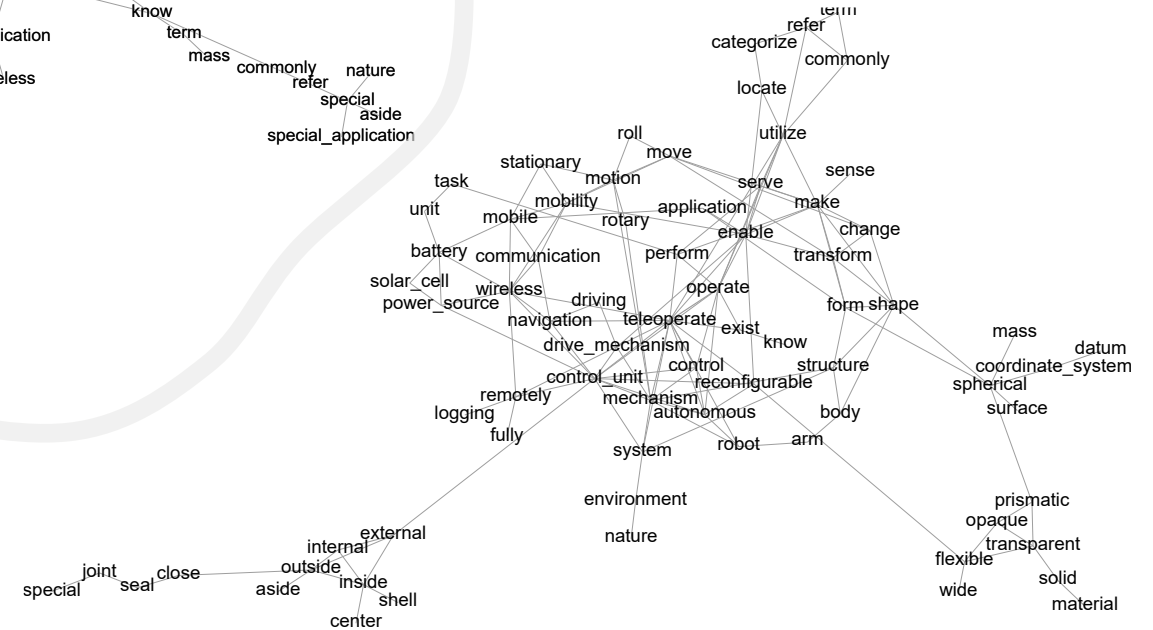 know
term
ication
term
refer
mass
categorize
commonly
commonly
nature
eless
refer
locate
special
aside
special_application
roll
utilize
move
stationary
sense
task
motion
serve
mobility
make
unit
application
mobile
rotary
change
enable
battery
perform
transform
communication
solar_cell
operate
wireless
power_source
driving
form
shape
navigation
teleoperate
exist
mass
know
drive_mechanism
datum
control
structure
coordinate_system
control_unit
reconfigurable
spherical
remotely
mechanism
surface
logging
autonomous
body
fully
arm
robot
system
environment
prismatic
opaque
external
nature
transparent
internal
flexible
outside
joint
close
solid
inside
seal
special
aside
wide
shell
material
center